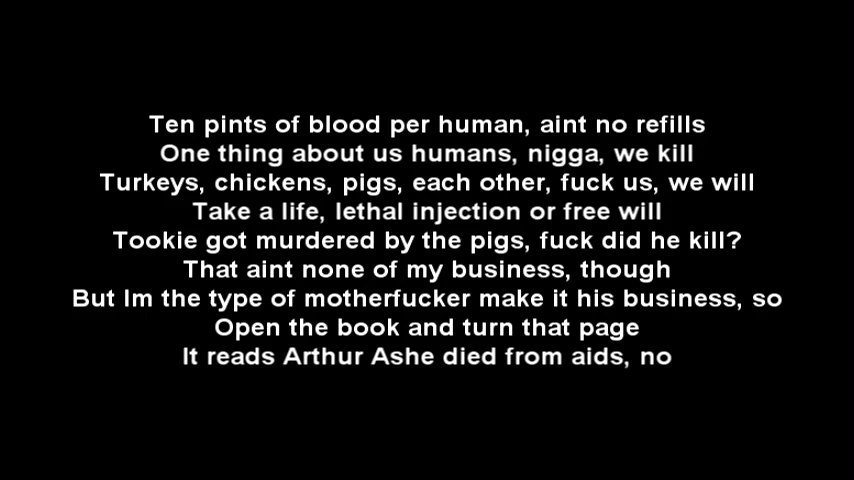 Ten pints of blood per human, aint no refills
One thing about us humans, nigga, we kill
Turkeys, chickens, pigs, each other, fuck us, we will
Take a life, lethal injection or free will
Tookie got murdered by the pigs, fuck did he kill?
That aint none of my business, though
But Im the type of motherfucker make it his business, so
Open the book and turn that page
It reads Arthur Ashe died from aids, no